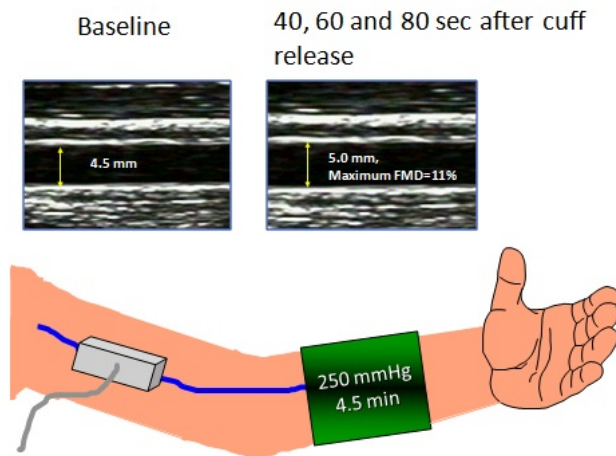 Baseline
40, 60 and 80 sec after cuff
release
4.5 mm
5.0 mm,
Maximum FMD=11%
250 mmHg
4.5 min